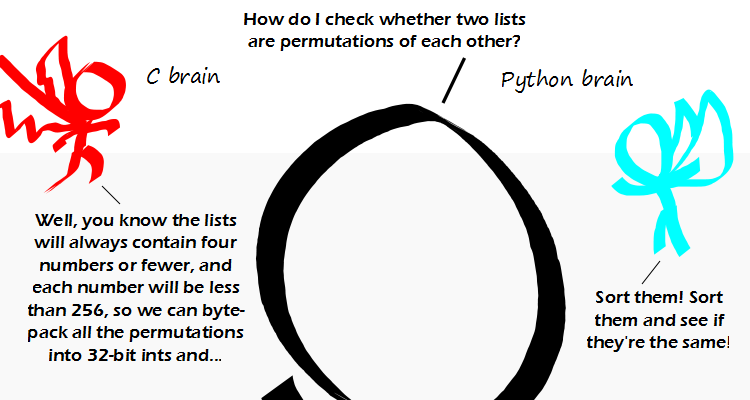 How do I check whether two lists
are permutations of each other?
C brain
Python brain
Well, you know the lists
will always contain four
numbers or fewer, and
each number will be less
than 256, so we can byte-
pack all the permutations
into 32-bit ints and...
Sort them! Sort
them and see if
they're the same!